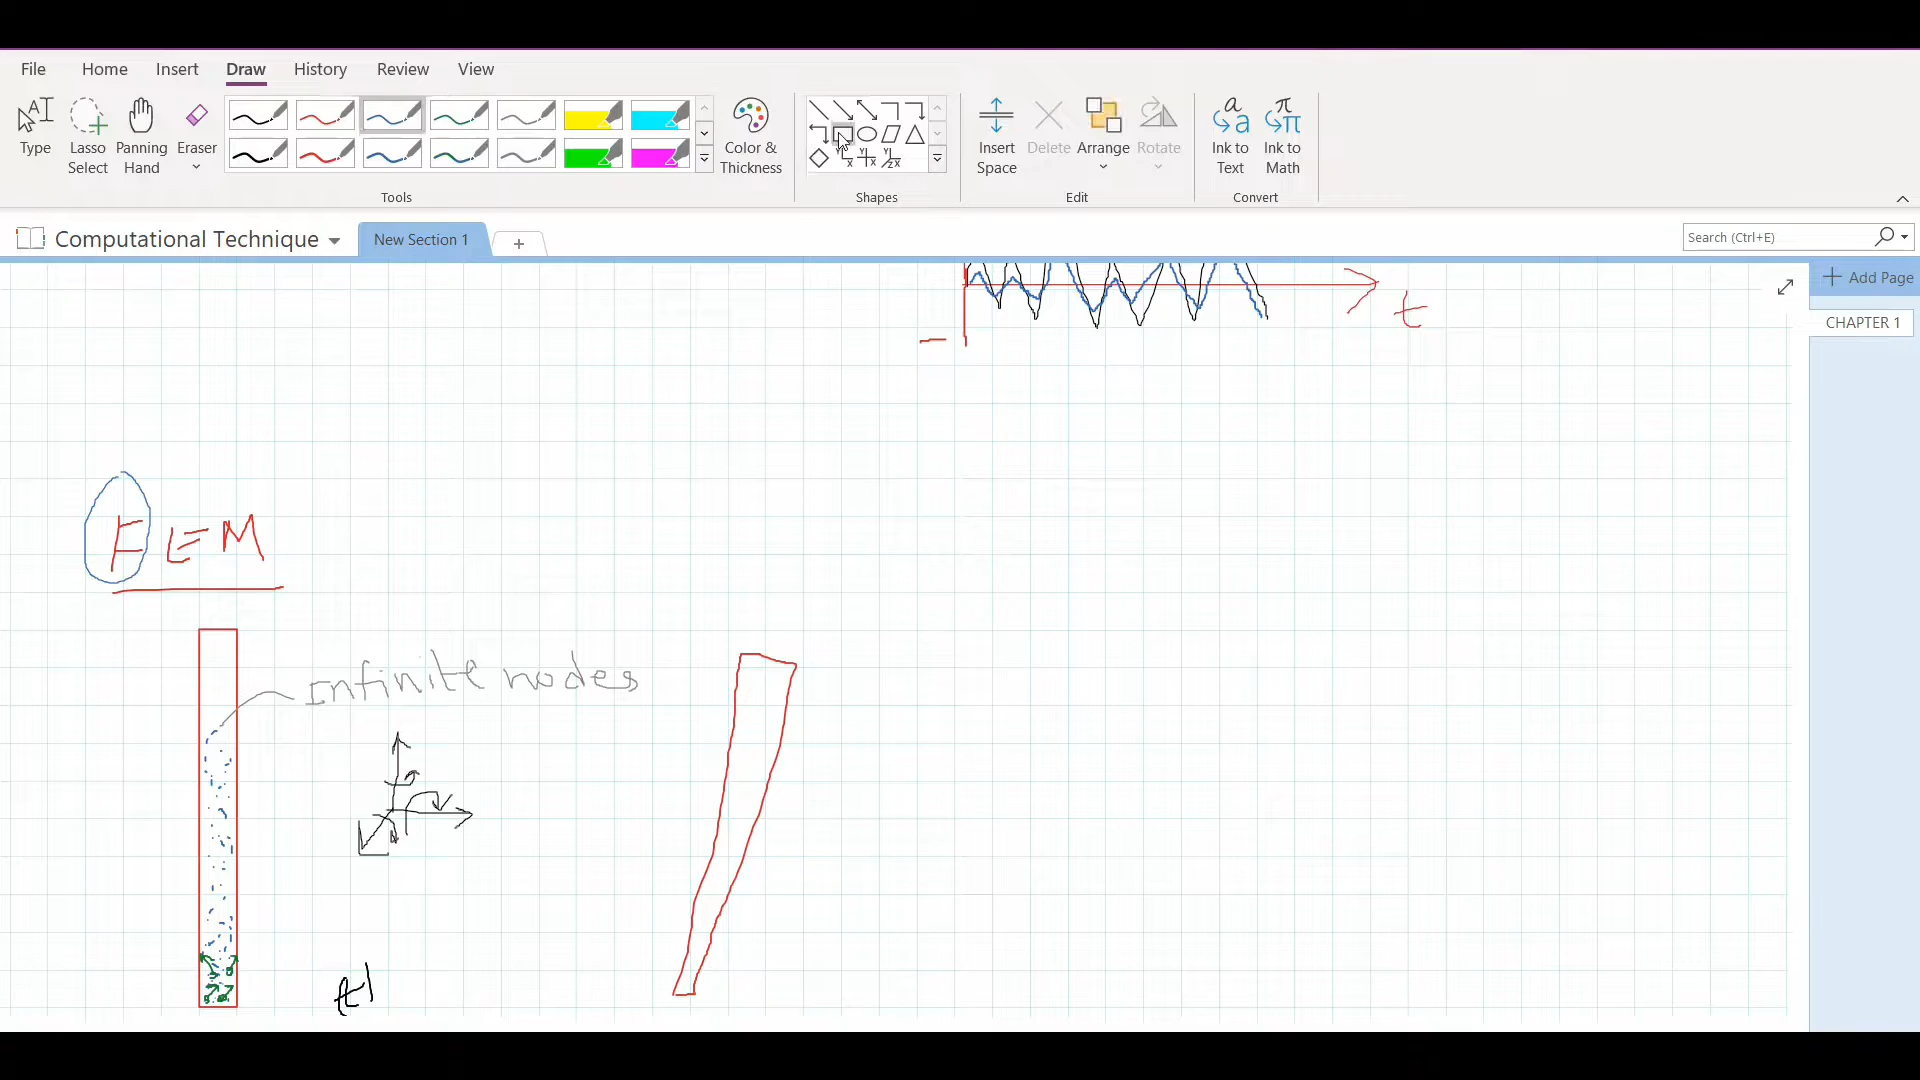 File Home Insert Draw History Review View
Type
Lasso Select
Panning Hand
Eraser
Color & Thickness
Insert Space
Delete
Arrange
Rotate
Ink to Text
Ink to Math
Tools
Shapes
Edit
Convert
Computational Technique
New Section 1
Search (Ctrl+E)
Add Page
CHAPTER 1
t
FEM
Infinite nodes